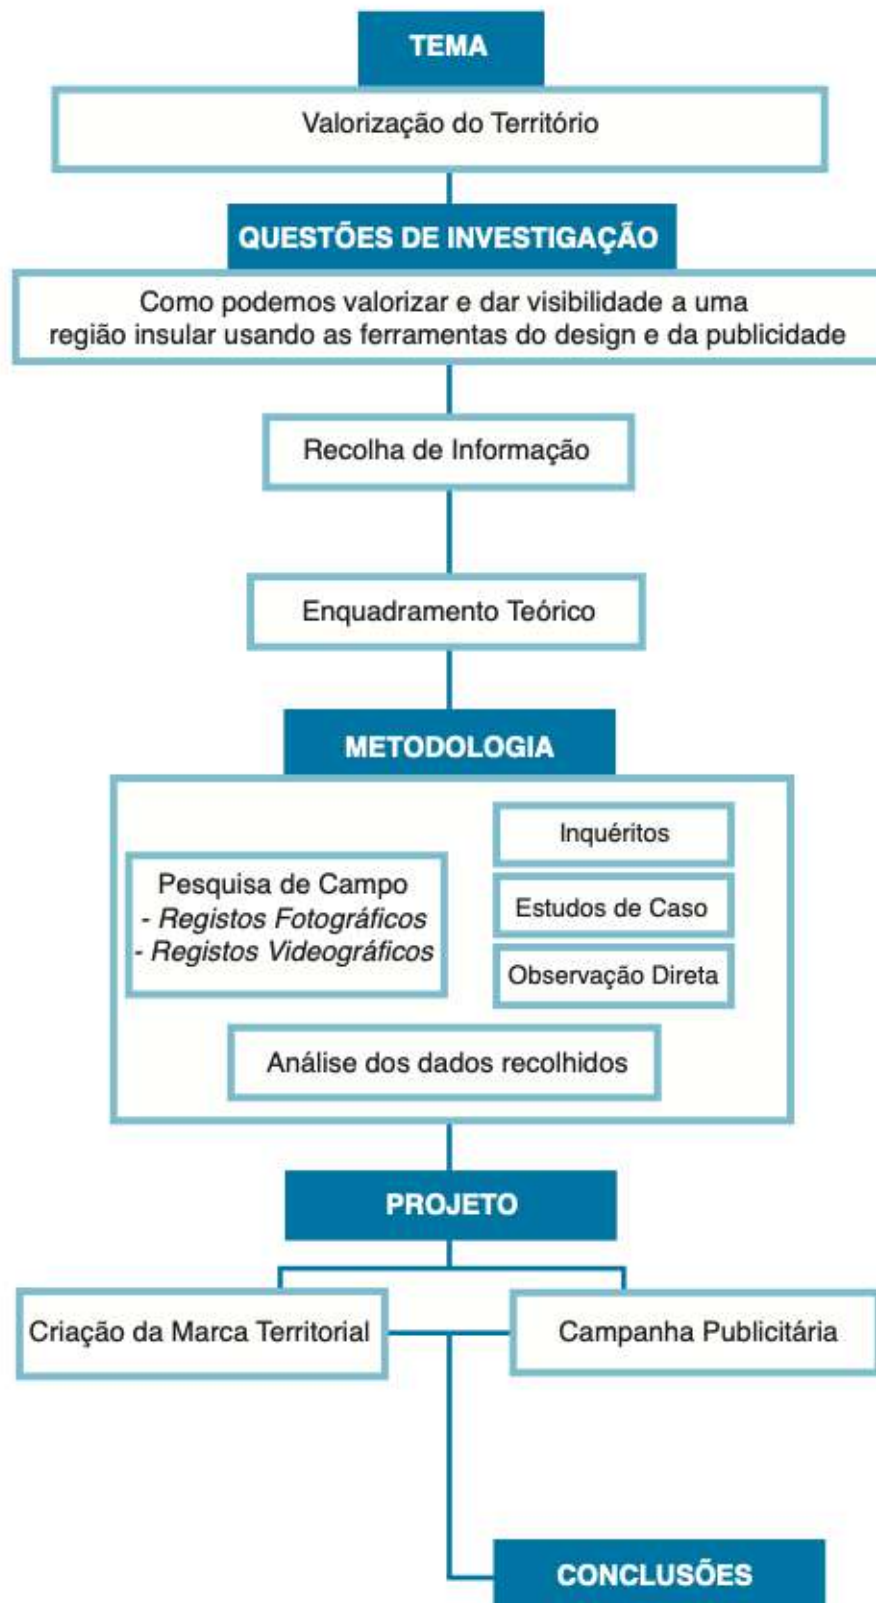 TEMA
Valorização do Território
QUESTÕES DE INVESTIGAÇÃO
Como podemos valorizar e dar visibilidade a uma
região insular usando as ferramentas do design e da publicidade
Recolha de Informação
Enquadramento Teórico
METODOLOGIA
Pesquisa de Campo
- Registos Fotográficos
- Registos Videográficos
Inquéritos
Estudos de Caso
Observação Direta
Análise dos dados recolhidos
PROJETO
Criação da Marca Territorial
Campanha Publicitária
CONCLUSÕES